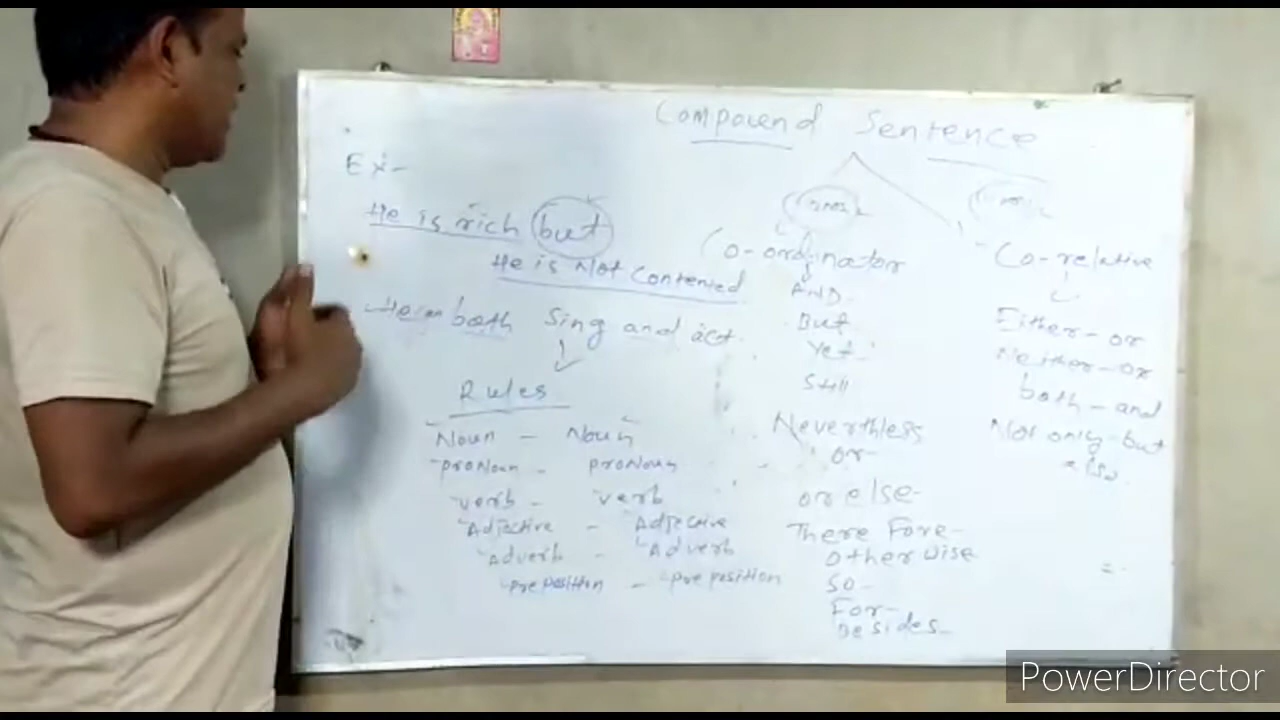 Compound Sentence
Ex-
He is rich but
He is Not Contented
He can both Sing and act.
Rules
Noun - Noun
Pronoun - pronoun
verb - verb
Adjective - Adjective
Adverb - Adverb
Preposition - preposition
Co-ordinator
AND
But
Yet
Still
Nevertheless
or
or else
There Fore
otherwise
so
For
Besides
Co-relative
Either-or
Neither-or
both-and
Not only-but
also
PowerDirector